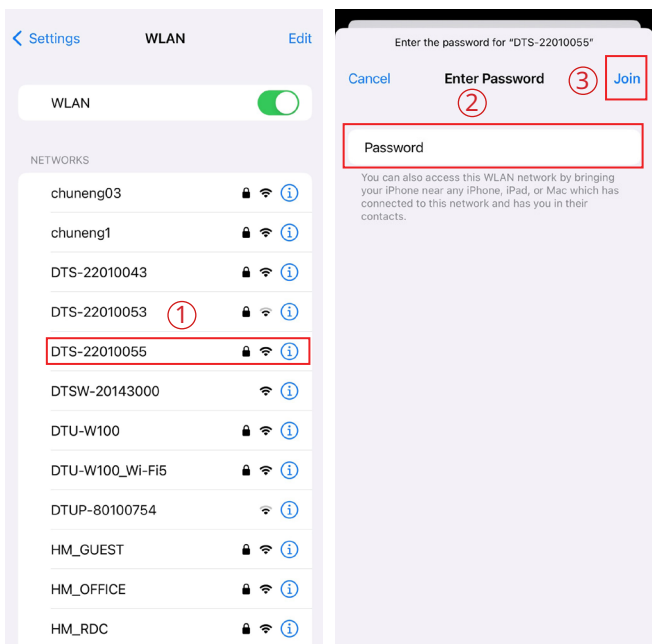 Settings WLAN Edit
WLAN
NETWORKS
chuneng03
chuneng1
DTS-22010043
DTS-22010053
①
DTS-22010055
DTSW-20143000
DTU-W100
DTU-W100_Wi-Fi5
DTUP-80100754
HM_GUEST
HM_OFFICE
HM_RDC
Enter the password for “DTS-22010055”
Cancel Enter Password ③ Join
②
Password
You can also access this WLAN network by bringing
your iPhone near any iPhone, iPad, or Mac which has
connected to this network and has you in their
contacts.